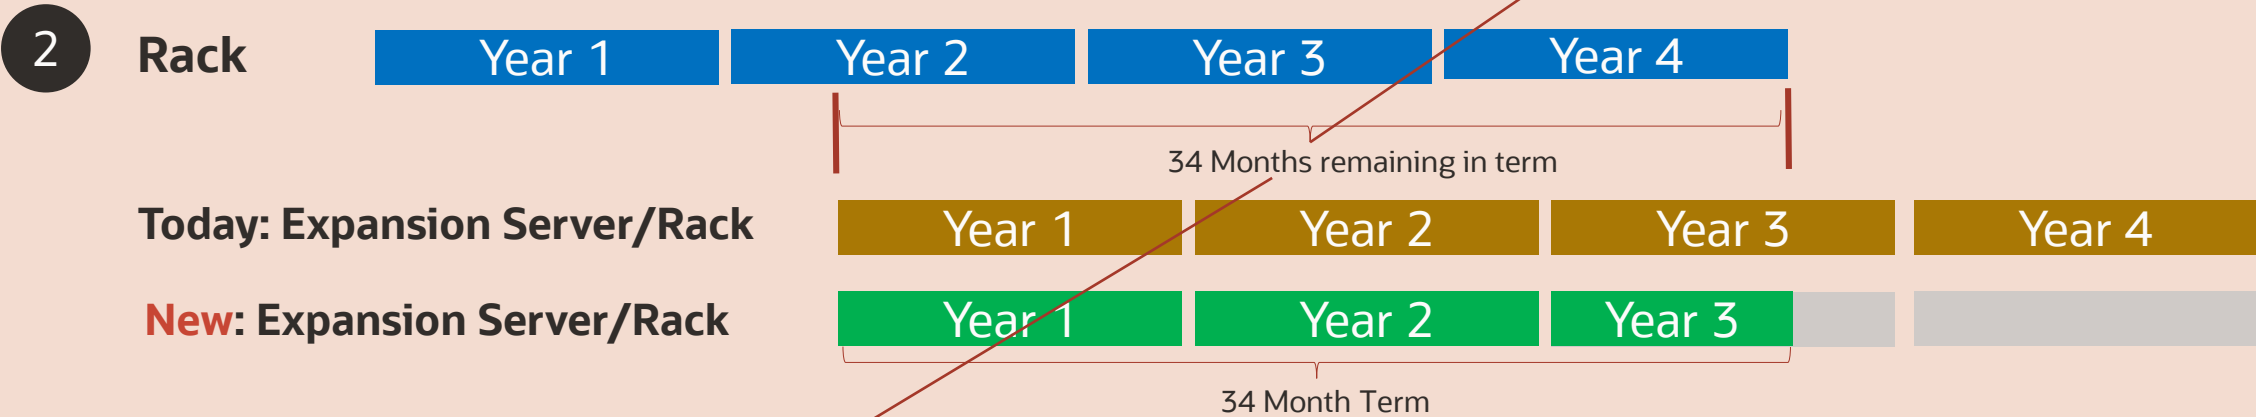 2 Rack Year 1 Year 2 Year 3 Year 4
34 Months remaining in term
Today: Expansion Server/Rack Year 1 Year 2 Year 3 Year 4
New: Expansion Server/Rack Year 1 Year 2 Year 3
34 Month Term